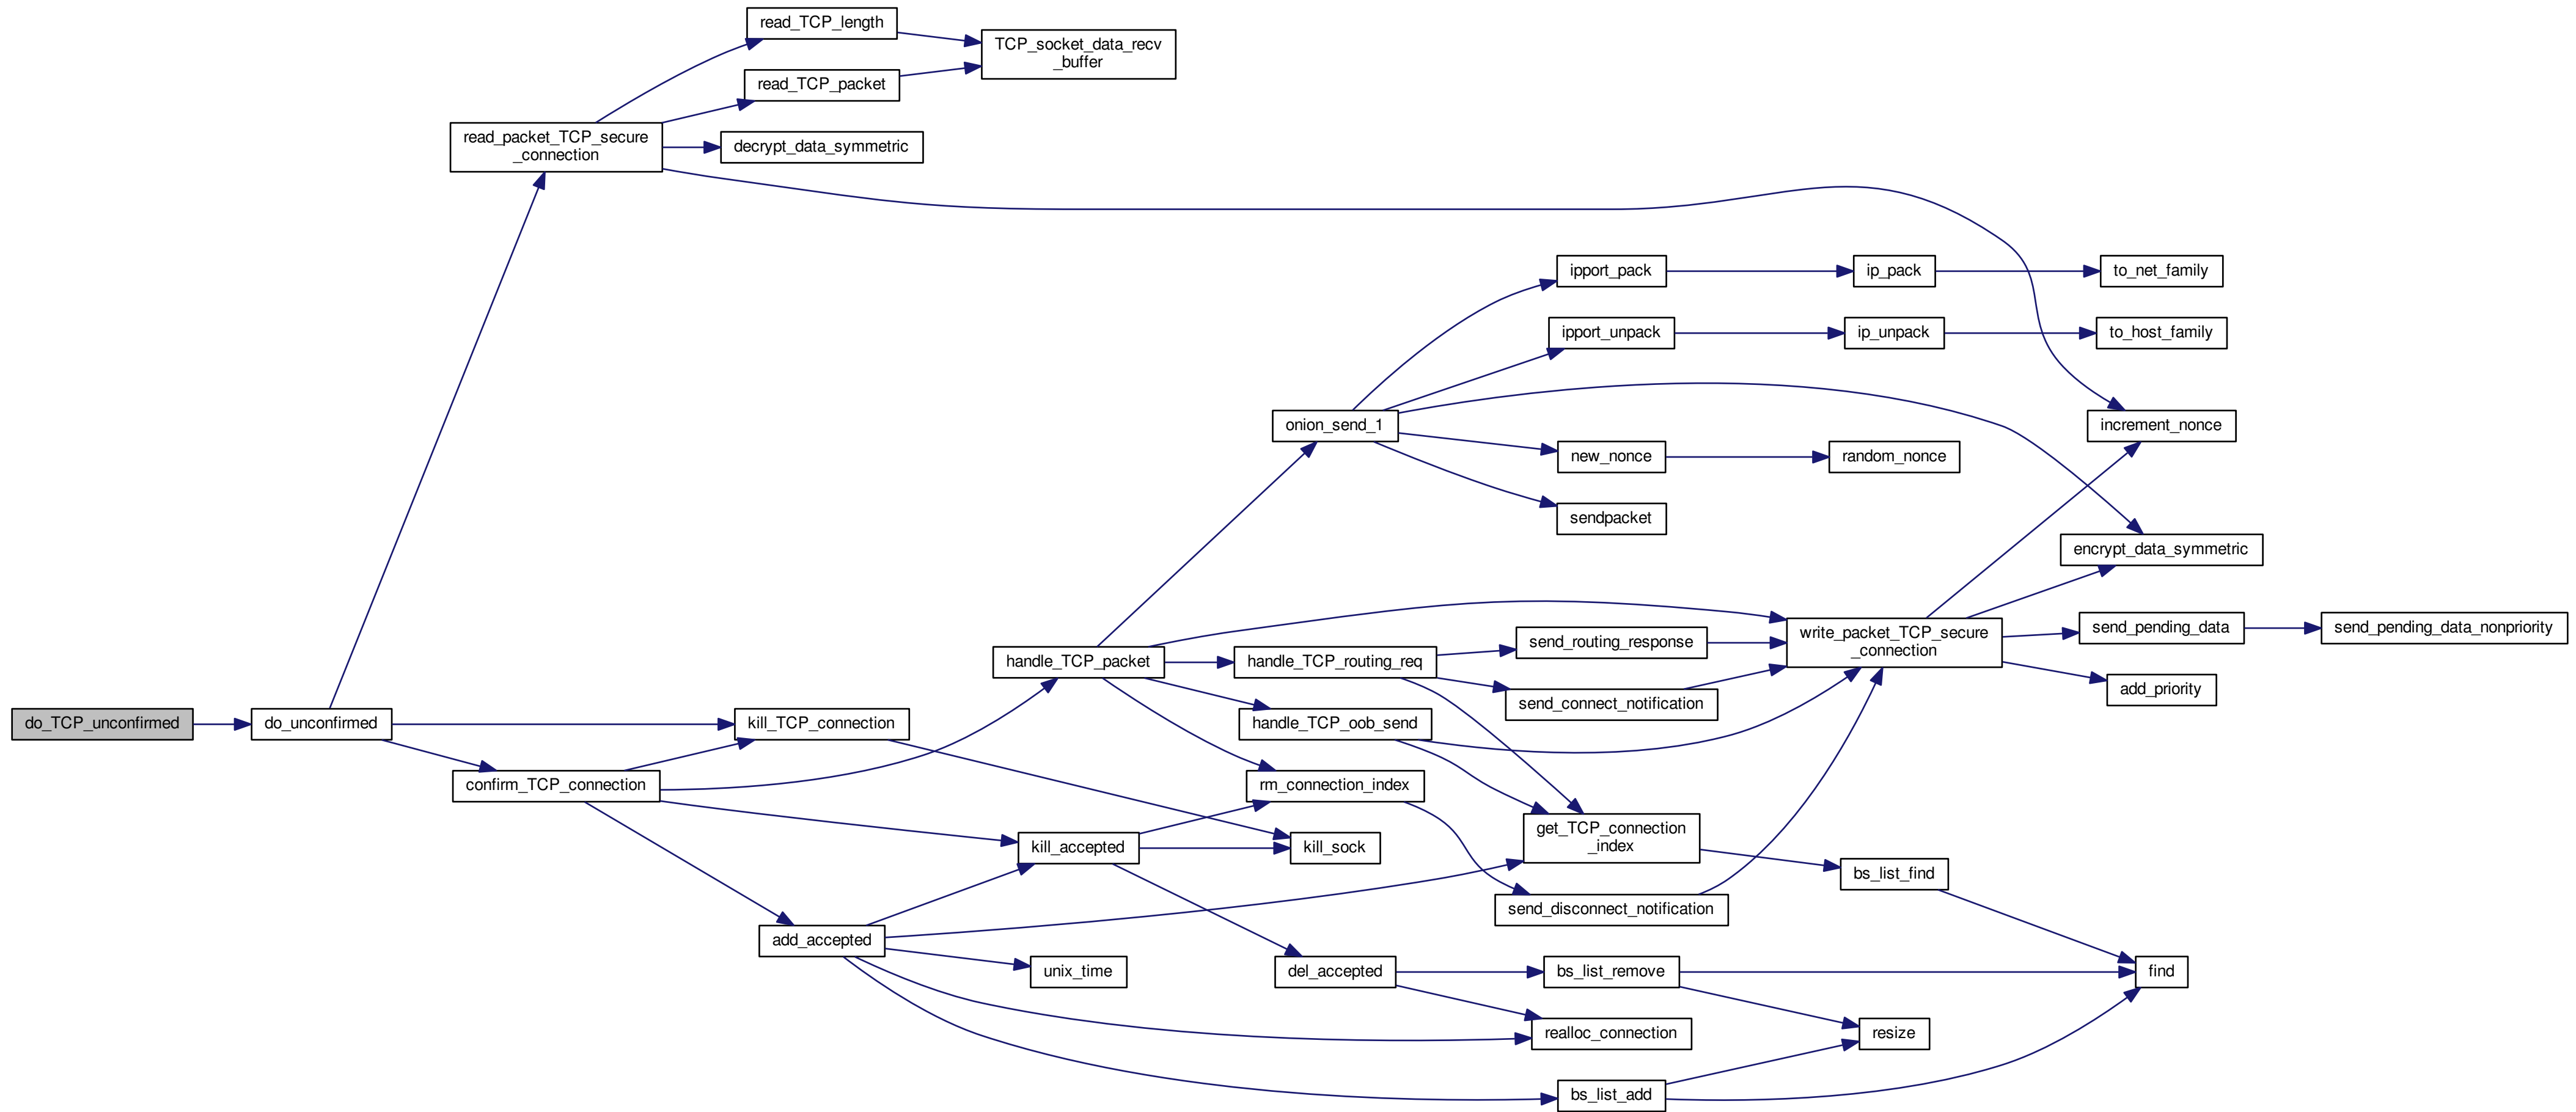 read_TCP_length
TCP_socket_data_recv
_buffer
read_TCP_packet
read_packet_TCP_secure
_connection
decrypt_data_symmetric
ipport_pack
ip_pack
to_net_family
ipport_unpack
ip_unpack
to_host_family
onion_send_1
increment_nonce
new_nonce
random_nonce
sendpacket
encrypt_data_symmetric
write_packet_TCP_secure
_connection
send_pending_data
send_pending_data_nonpriority
send_routing_response
handle_TCP_packet
handle_TCP_routing_req
add_priority
send_connect_notification
do_TCP_unconfirmed
do_unconfirmed
kill_TCP_connection
handle_TCP_oob_send
confirm_TCP_connection
rm_connection_index
get_TCP_connection
_index
kill_accepted
kill_sock
bs_list_find
send_disconnect_notification
add_accepted
unix_time
del_accepted
bs_list_remove
find
realloc_connection
resize
bs_list_add